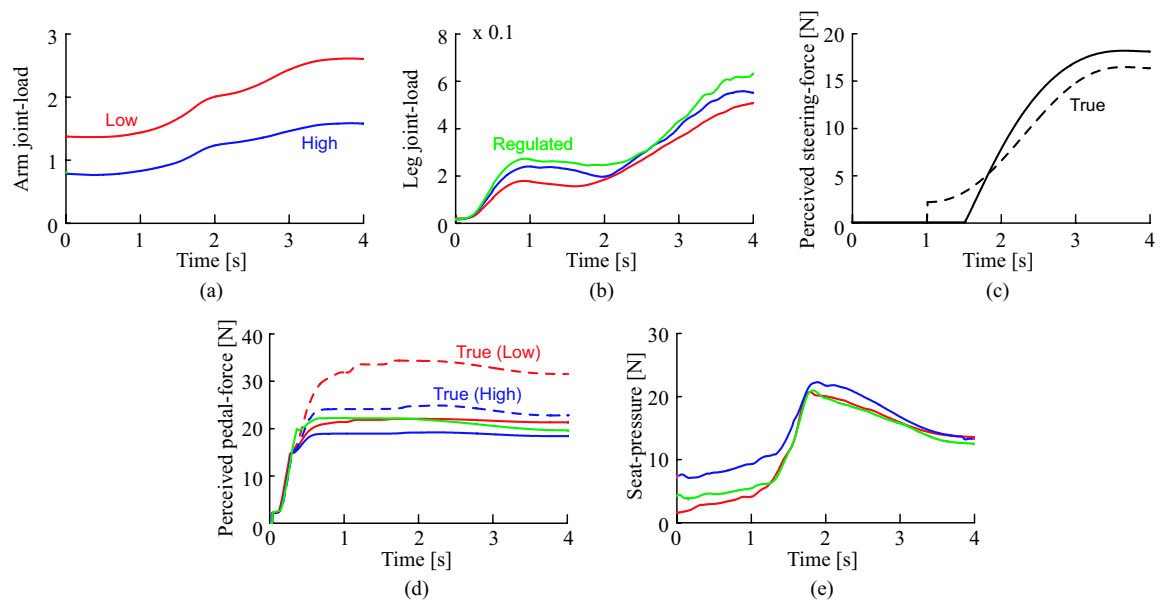 Arm joint-load
3
2
1
0
Low
High
0 1 2 3 4
Time [s]
(a)
Leg joint-load
x 0.1
8
6
4
2
0
Regulated
0 1 2 3 4
Time [s]
(b)
Perceived steering-force [N]
20
15
10
5
0
True
0 1 2 3 4
Time [s]
(c)
Perceived pedal-force [N]
40
30
20
10
0
True (Low)
True (High)
0 1 2 3 4
Time [s]
(d)
Seat-pressure [N]
30
20
10
0
0 1 2 3 4
Time [s]
(e)